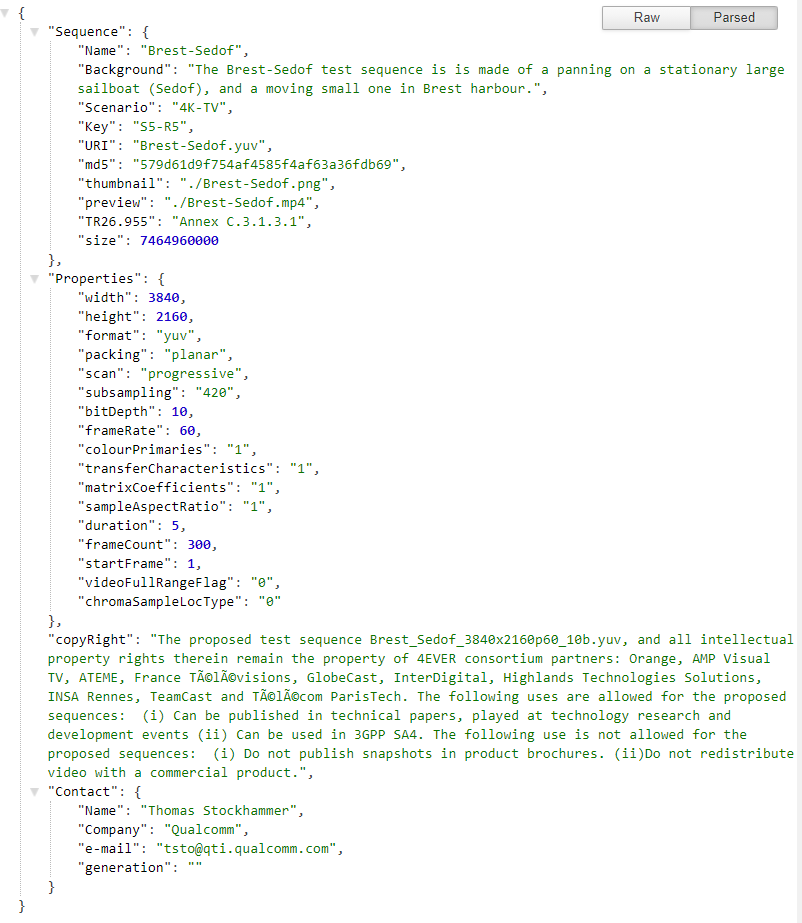 Raw Parsed
{
"Sequence": {
"Name": "Brest-Sedof",
"Background": "The Brest-Sedof test sequence is is made of a panning on a stationary large
sailboat (Sedof), and a moving small one in Brest harbour.",
"Scenario": "4K-TV",
"Key": "S5-R5",
"URI": "Brest-Sedof.yuv",
"md5": "579d61d9f754af4585f4af63a36fdb69",
"thumbnail": "./Brest-Sedof.png",
"preview": "./Brest-Sedof.mp4",
"TR26.955": "Annex C.3.1.3.1",
"size": 7464960000
},
"Properties": {
"width": 3840,
"height": 2160,
"format": "yuv",
"packing": "planar",
"scan": "progressive",
"subsampling": "420",
"bitDepth": 10,
"frameRate": 60,
"colourPrimaries": "1",
"transferCharacteristics": "1",
"matrixCoefficients": "1",
"sampleAspectRatio": "1",
"duration": 5,
"frameCount": 300,
"startFrame": 1,
"videoFullRangeFlag": "0",
"chromaSampleLocType": "0"
},
"copyRight": "The proposed test sequence Brest_Sedof_3840x2160p60_10b.yuv, and all intellectual
property rights therein remain the property of 4EVER consortium partners: Orange, AMP Visual
TV, ATEME, France TÃ©lÃ©visions, GlobeCast, InterDigital, Highlands Technologies Solutions,
INSA Rennes, TeamCast and TÃ©lÃ©com ParisTech. The following uses are allowed for the proposed
sequences:  (i) Can be published in technical papers, played at technology research and
development events (ii) Can be used in 3GPP SA4. The following use is not allowed for the
proposed sequences:  (i) Do not publish snapshots in product brochures. (ii)Do not redistribute
video with a commercial product.",
"Contact": {
"Name": "Thomas Stockhammer",
"Company": "Qualcomm",
"e-mail": "tsto@qti.qualcomm.com",
"generation": ""
}
}